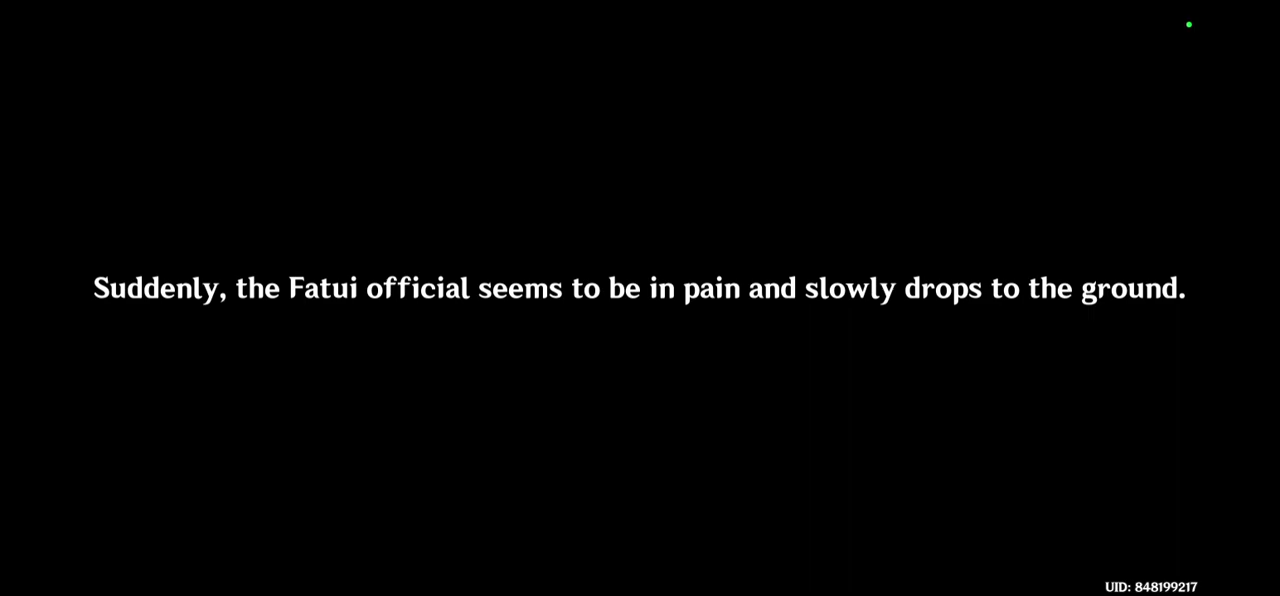 Suddenly, the Fatui official seems to be in pain and slowly drops to the ground.
UID: 848199217